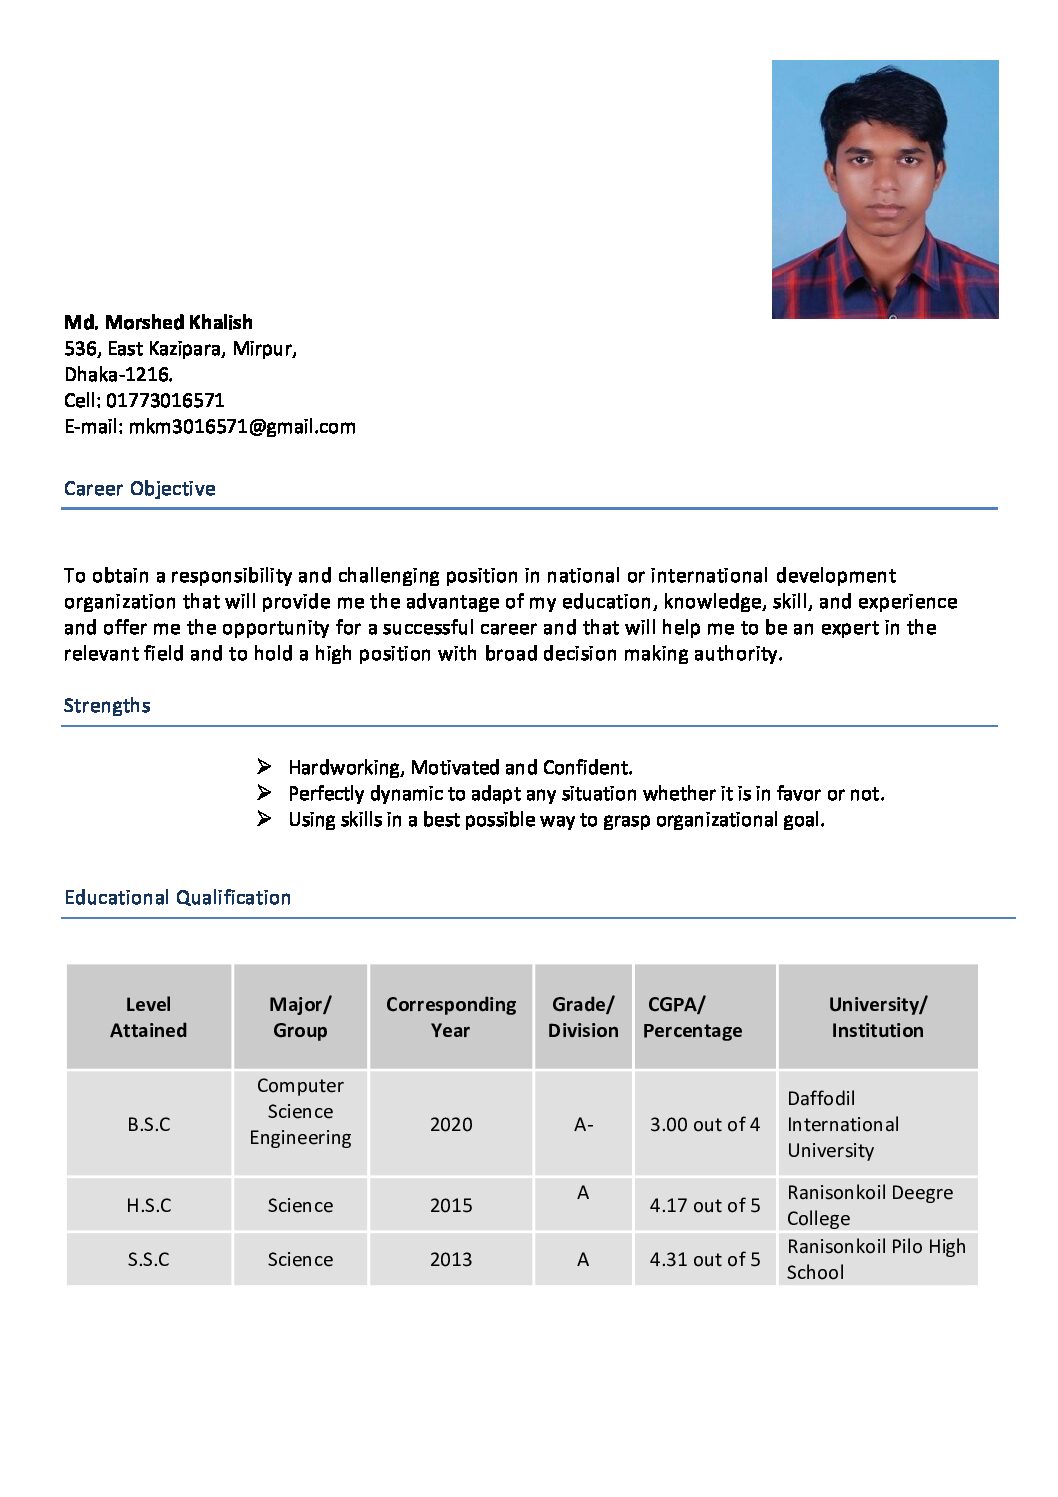 Md. Morshed Khalish
536, East Kazipara, Mirpur,
Dhaka-1216.
Cell: 01773016571
E-mail: mkm3016571@gmail.com
Career Objective
To obtain a responsibility and challenging position in national or international development
organization that will provide me the advantage of my education, knowledge, skill, and experience
and offer me the opportunity for a successful career and that will help me to be an expert in the
relevant field and to hold a high position with broad decision making authority.
Strengths
➢ Hardworking, Motivated and Confident.
➢ Perfectly dynamic to adapt any situation whether it is in favor or not.
➢ Using skills in a best possible way to grasp organizational goal.
Educational Qualification
Level Attained Major/ Group Corresponding Year Grade/ Division CGPA/ Percentage University/ Institution
B.S.C Computer Science Engineering 2020 A- 3.00 out of 4 Daffodil International University
H.S.C Science 2015 A 4.17 out of 5 Ranisonkoil Deegre College
S.S.C Science 2013 A 4.31 out of 5 Ranisonkoil Pilo High School